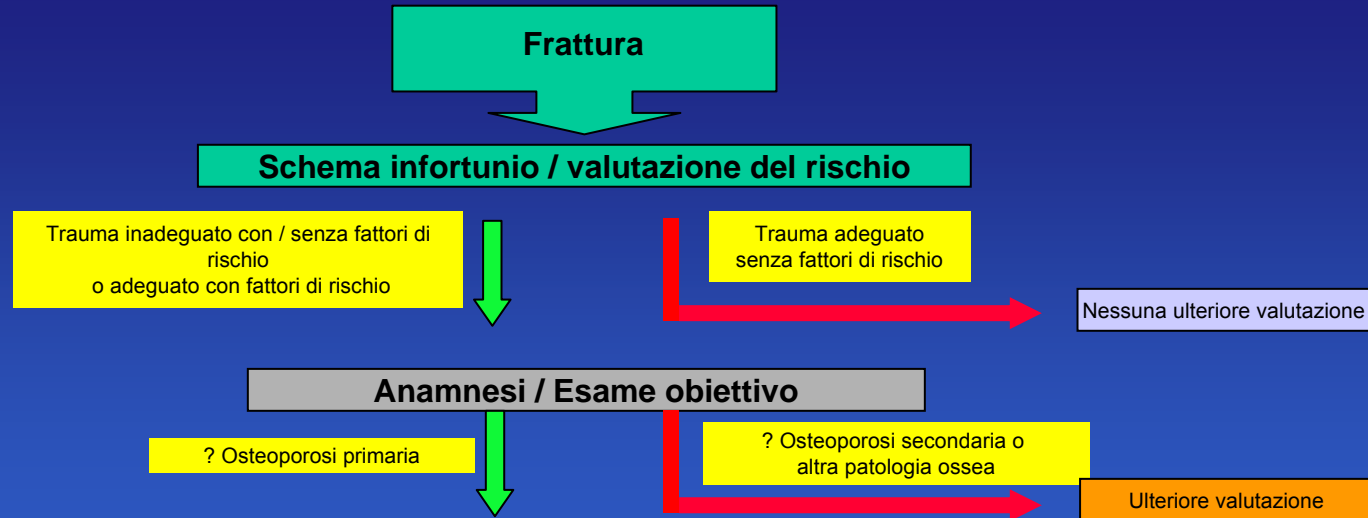 Frattura
Schema infortunio / valutazione del rischio
Trauma inadeguato con / senza fattori di
rischio
o adeguato con fattori di rischio
Trauma adeguato
senza fattori di rischio
Nessuna ulteriore valutazione
Anamnesi / Esame obiettivo
? Osteoporosi primaria
? Osteoporosi secondaria o
altra patologia ossea
Ulteriore valutazione